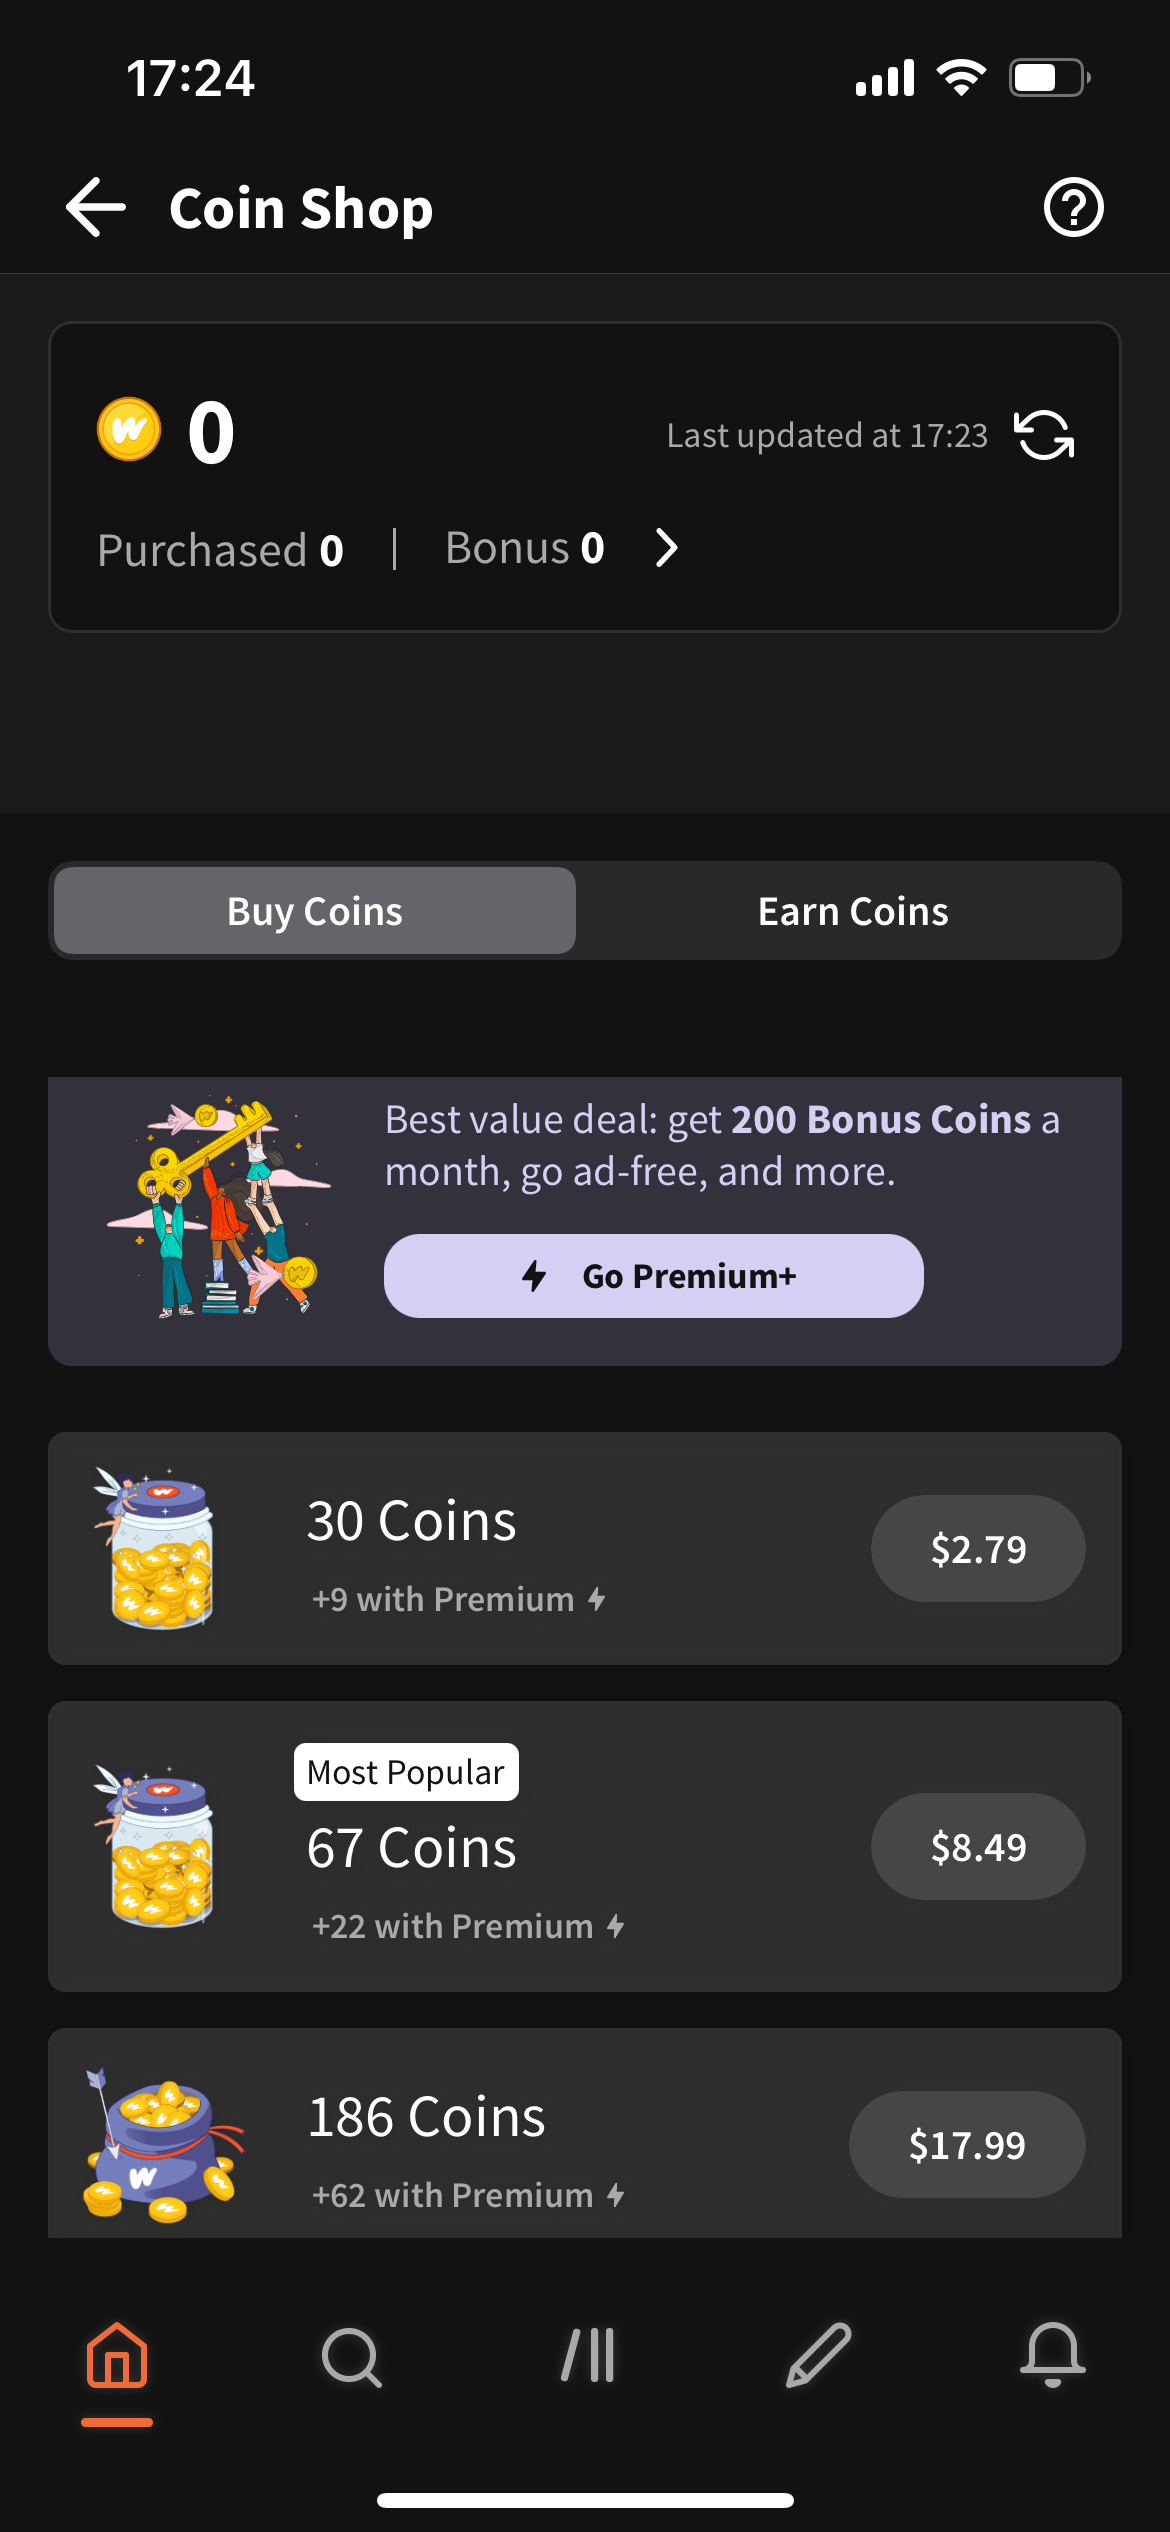 17:24
Coin Shop
0
Last updated at 17:23
Purchased 0 | Bonus 0
Buy Coins
Earn Coins
Best value deal: get 200 Bonus Coins a
month, go ad-free, and more.
Go Premium+
30 Coins
+9 with Premium
$2.79
Most Popular
67 Coins
+22 with Premium
$8.49
186 Coins
+62 with Premium
$17.99